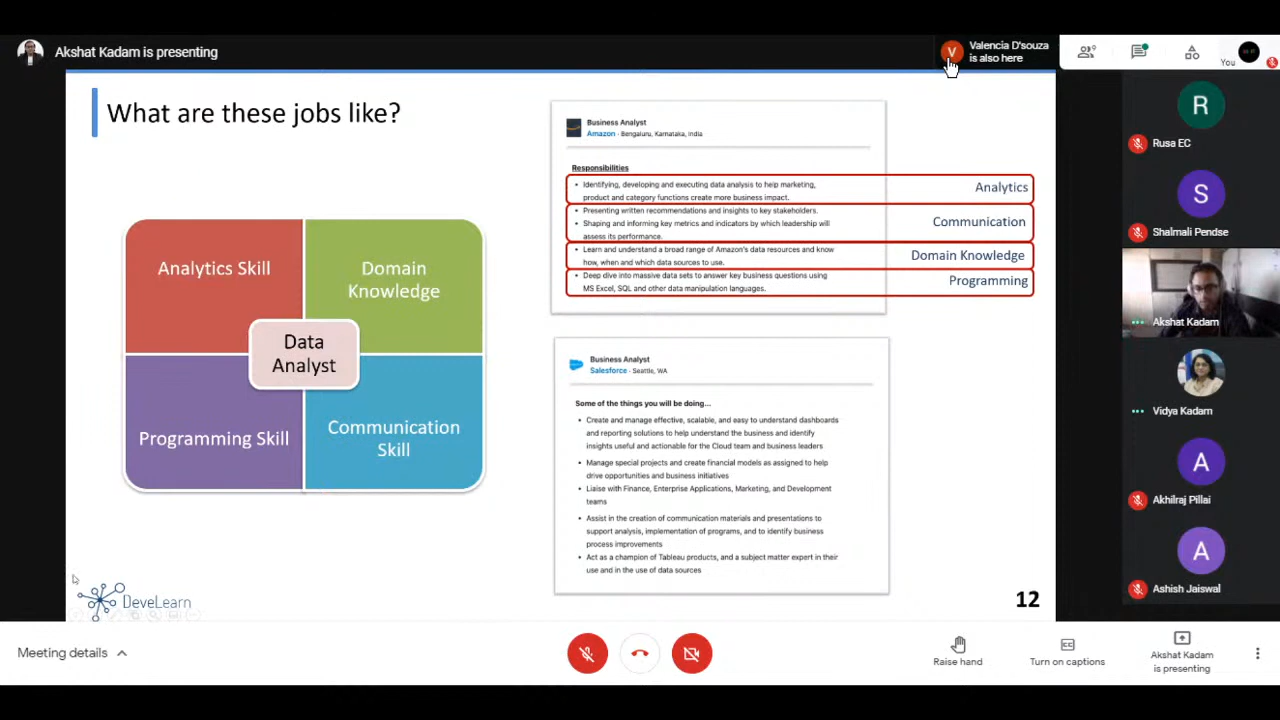 Akshat Kadam is presenting
Valencia D'souza
is also here
V
You
What are these jobs like?
Analytics Skill
Domain
Knowledge
Data
Analyst
Programming Skill
Communication
Skill
Business Analyst
Amazon - Bengaluru, Karnataka, India
Responsibilities
• Identifying, developing and executing data analysis to help marketing,
product and category functions create more business impact.
Analytics
• Presenting written recommendations and insights to key stakeholders.
• Shaping and informing key metrics and indicators by which leadership will
assess its performance.
Communication
• Learn and understand a broad range of Amazon's data resources and know
how, when and which data sources to use.
Domain Knowledge
• Deep dive into massive data sets to answer key business questions using
MS Excel, SQL and other data manipulation languages.
Programming
Business Analyst
Salesforce - Seattle, WA
Some of the things you will be doing...
• Create and manage effective, scalable, and easy to understand dashboards
and reporting solutions to help understand the business and identify
insights useful and actionable for the Cloud team and business leaders
• Manage special projects and create financial models as assigned to help
drive opportunities and business initiatives
• Liaise with Finance, Enterprise Applications, Marketing, and Development
teams
• Assist in the creation of communication materials and presentations to
support analysis, implementation of programs, and to identify business
process improvements
• Act as a champion of Tableau products, and a subject matter expert in their
use and in the use of data sources
DeveLearn
12
R
Rusa EC
S
Shalmali Pendse
Akshat Kadam
Vidya Kadam
A
Akhilraj Pillai
A
Ashish Jaiswal
Meeting details
Raise hand
Turn on captions
Akshat Kadam
is presenting